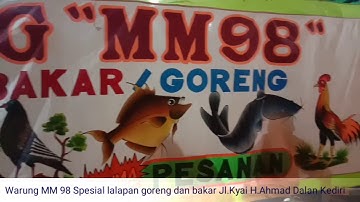 G "MM98"
BAKAR / GORENG
PESANAN
Warung MM 98 Spesial lalapan goreng dan bakar Jl.Kyai H.Ahmad Dalan Kediri